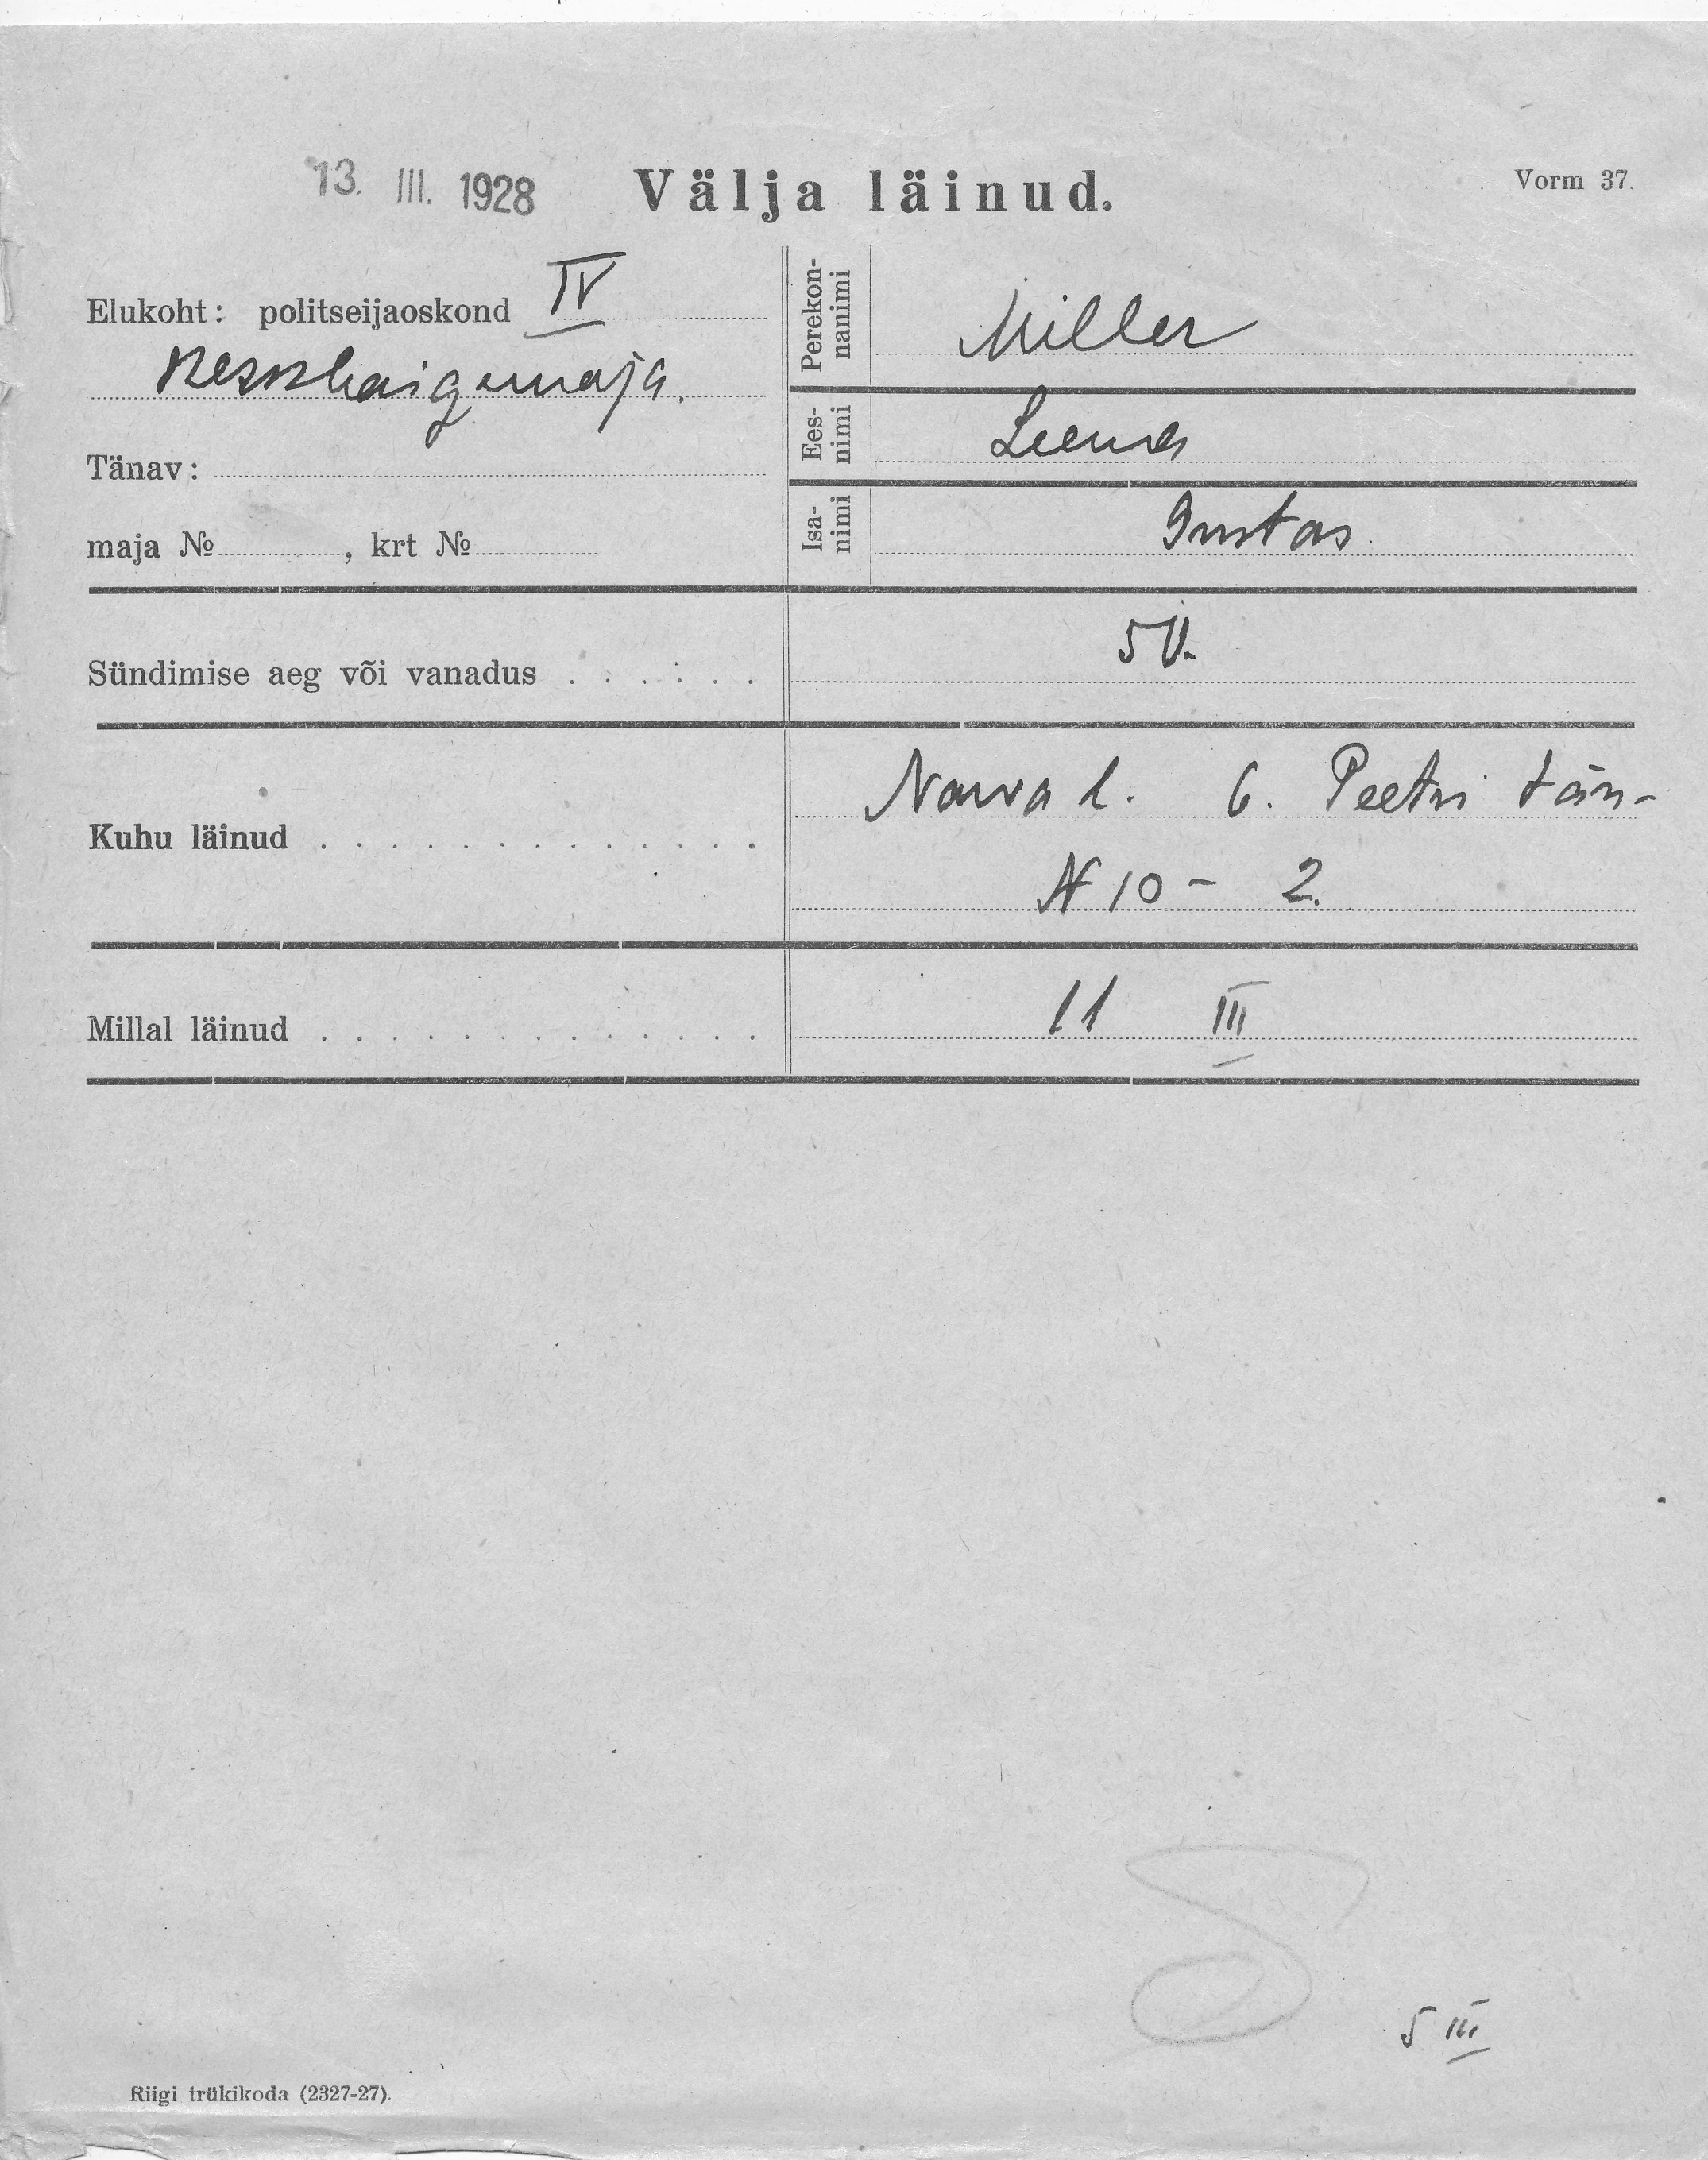 13. III. 1928 Välja läinud. Vorm 37.
Elukoht: politseijaoskond IV
Keskhaigemaja.
Tänav:
maja №, krt №
Perekon-
nanimi
Miller
Ees-
nimi
Leena
Isa-
nimi
Gustas
Sündimise aeg või vanadus . . . . . . 50.
Kuhu läinud . . . . . . . . . . . . . Narva l. 6. Peetri tän-
N 10 - 2.
Millal läinud . . . . . . . . . . . . . 11 III
5 III
Riigi trükikoda (2327-27).